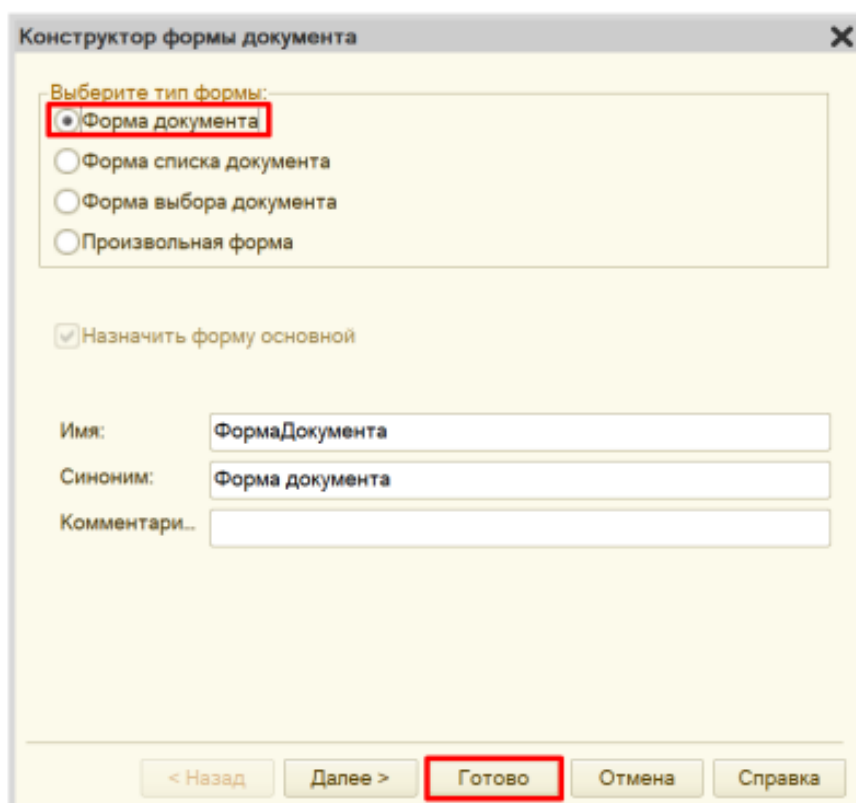 Конструктор формы документа
Выберите тип формы:
Форма документа
Форма списка документа
Форма выбора документа
Произвольная форма
Назначить форму основной
Имя: ФормаДокумента
Синоним: Форма документа
Комментари...
< Назад Далее > Готово Отмена Справка